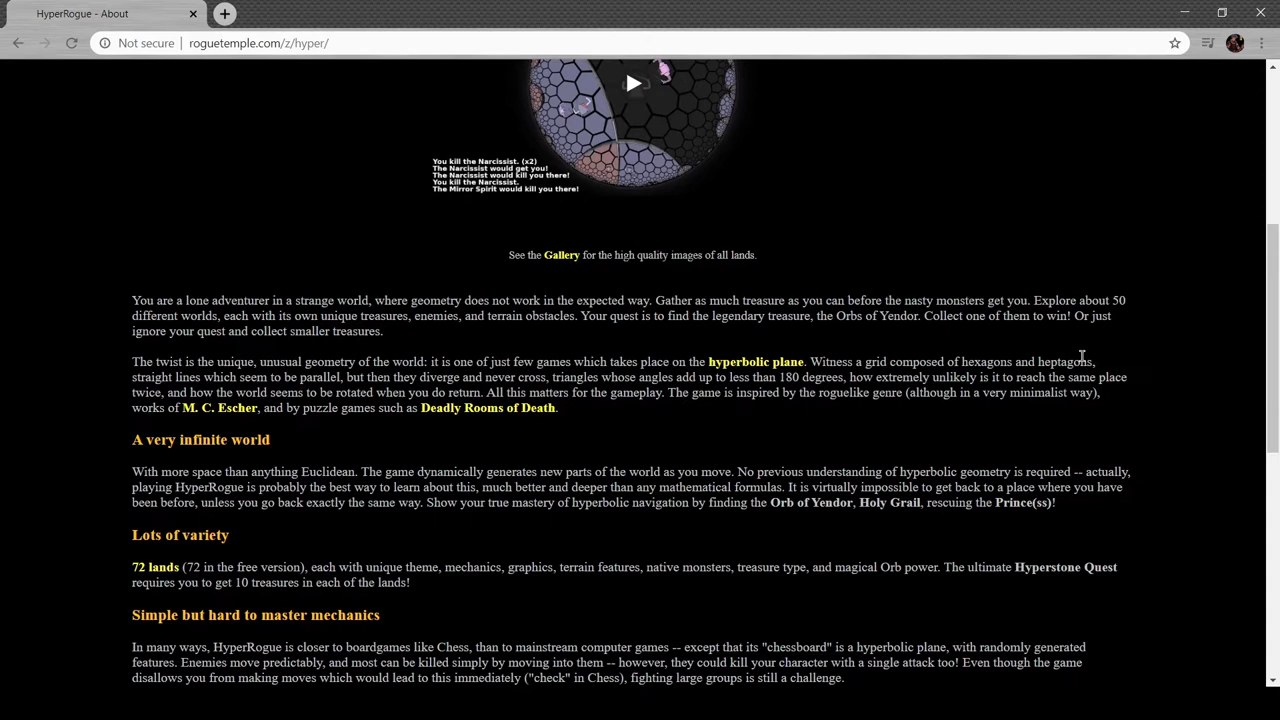 HyperRogue - About
Not secure
roguetemple.com/z/hyper/
You kill the Narcissist. (x2)
The Narcissist would get you!
The Narcissist would kill you there!
You kill the Narcissist.
The Mirror Spirit would kill you there!
See the Gallery for the high quality images of all lands.
You are a lone adventurer in a strange world, where geometry does not work in the expected way. Gather as much treasure as you can before the nasty monsters get you. Explore about 50
different worlds, each with its own unique treasures, enemies, and terrain obstacles. Your quest is to find the legendary treasure, the Orbs of Yendor. Collect one of them to win! Or just
ignore your quest and collect smaller treasures.
The twist is the unique, unusual geometry of the world: it is one of just few games which takes place on the hyperbolic plane. Witness a grid composed of hexagons and heptagons,
straight lines which seem to be parallel, but then they diverge and never cross, triangles whose angles add up to less than 180 degrees, how extremely unlikely is it to reach the same place
twice, and how the world seems to be rotated when you do return. All this matters for the gameplay. The game is inspired by the roguelike genre (although in a very minimalist way),
works of M. C. Escher, and by puzzle games such as Deadly Rooms of Death.
A very infinite world
With more space than anything Euclidean. The game dynamically generates new parts of the world as you move. No previous understanding of hyperbolic geometry is required -- actually,
playing HyperRogue is probably the best way to learn about this, much better and deeper than any mathematical formulas. It is virtually impossible to get back to a place where you have
been before, unless you go back exactly the same way. Show your true mastery of hyperbolic navigation by finding the Orb of Yendor, Holy Grail, rescuing the Prince(ss)!
Lots of variety
72 lands (72 in the free version), each with unique theme, mechanics, graphics, terrain features, native monsters, treasure type, and magical Orb power. The ultimate Hyperstone Quest
requires you to get 10 treasures in each of the lands!
Simple but hard to master mechanics
In many ways, HyperRogue is closer to boardgames like Chess, than to mainstream computer games -- except that its "chessboard" is a hyperbolic plane, with randomly generated
features. Enemies move predictably, and most can be killed simply by moving into them -- however, they could kill your character with a single attack too! Even though the game
disallows you from making moves which would lead to this immediately ("check" in Chess), fighting large groups is still a challenge.